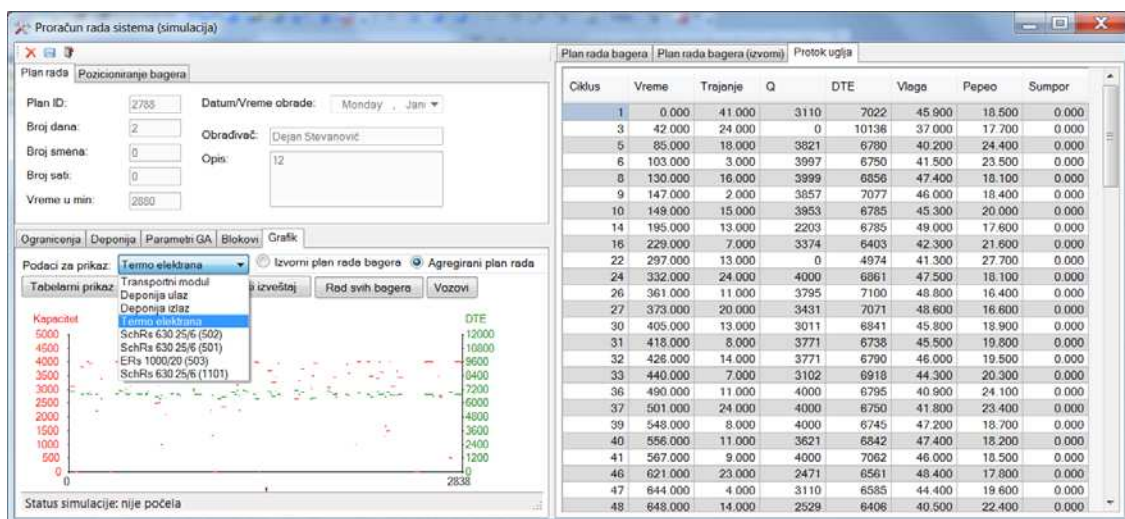 Proračun rada sistema (simulacija)
Plan rada Pozicioniranje bagera
Plan ID: 2788 Datum/Vreme obrade: Monday , Jan
Broj dana: 2 Obrađivač: Dejan Stevanović
Broj smena: 0 Opis: 12
Broj sati: 0
Vreme u min: 2880
Ogranicenja Deponija Parametri GA Blokovi Grafik
Podaci za prikaz: Termo elektrana Izvorni plan rada bagera Agregirani plan rada
Tabelarni prikaz izveštaj Rad svih bagera Vozovi
Transportni modul
Deponija ulaz
Deponija izlaz
Termo elektrana
SchRs 630 25/6 (502)
SchRs 630 25/6 (501)
ERs 1000/20 (503)
SchRs 630 25/6 (1101)
Kapacitet DTE
5000 12000
4500 10800
4000 9600
3500 8400
3000 7200
2500 6000
2000 4800
1500 3600
1000 2400
500 1200
0 0
0 2838
Status simulacije: nije počela
Plan rada bagera Plan rada bagera (izvorni) Protok uglja
Ciklus Vreme Trajanje Q DTE Vlaga Pepeo Sumpor
1 0.000 41.000 3110 7022 45.900 18.500 0.000
3 42.000 24.000 0 10136 37.000 17.700 0.000
5 85.000 18.000 3821 6780 40.200 24.400 0.000
6 103.000 3.000 3997 6750 41.500 23.500 0.000
8 130.000 16.000 3999 6856 47.400 18.100 0.000
9 147.000 2.000 3857 7077 46.000 18.400 0.000
10 149.000 15.000 3953 6785 45.300 20.000 0.000
14 195.000 13.000 2203 6785 49.000 17.600 0.000
16 229.000 7.000 3374 6403 42.300 21.600 0.000
22 297.000 13.000 0 4974 41.300 27.700 0.000
24 332.000 24.000 4000 6861 47.500 18.100 0.000
26 361.000 11.000 3795 7100 48.800 16.400 0.000
27 373.000 20.000 3431 7071 48.600 16.600 0.000
30 405.000 13.000 3011 6841 45.800 18.900 0.000
31 418.000 8.000 3771 6738 45.500 19.800 0.000
32 426.000 14.000 3771 6790 46.000 19.500 0.000
33 440.000 7.000 3102 6918 44.300 20.300 0.000
36 490.000 11.000 4000 6795 40.900 24.100 0.000
37 501.000 24.000 4000 6750 41.800 23.400 0.000
39 548.000 8.000 4000 6745 47.200 18.700 0.000
40 556.000 11.000 3621 6842 47.400 18.200 0.000
41 567.000 9.000 4000 7062 46.000 18.500 0.000
46 621.000 23.000 2471 6561 48.400 17.800 0.000
47 644.000 4.000 3110 6585 44.400 19.600 0.000
48 648.000 14.000 2529 6406 40.500 22.400 0.000